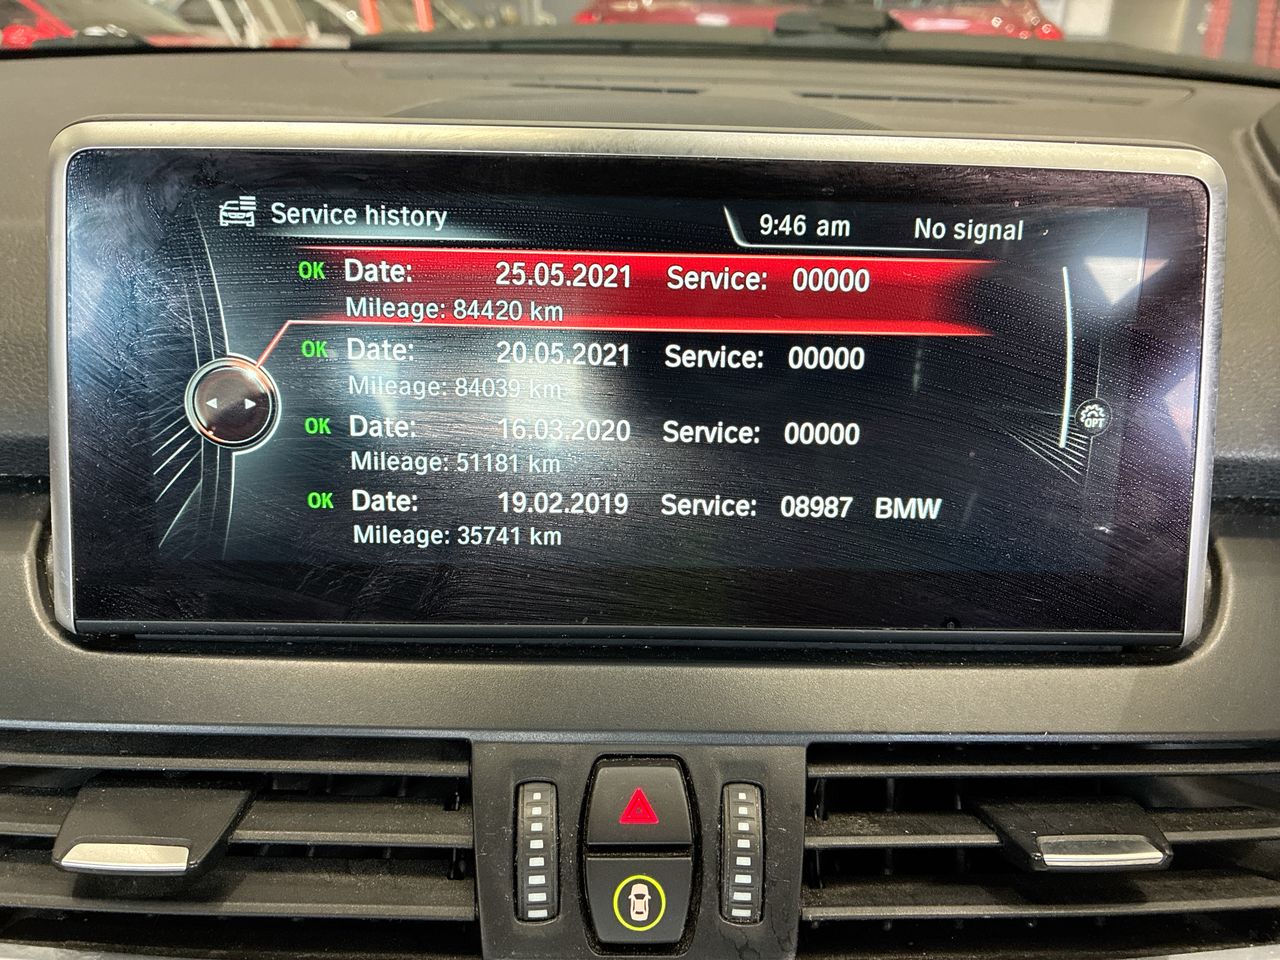 Service history
9:46 am No signal
OK Date: 25.05.2021 Service: 00000
Mileage: 84420 km
OK Date: 20.05.2021 Service: 00000
Mileage: 84039 km
OK Date: 16.03.2020 Service: 00000
Mileage: 51181 km
OK Date: 19.02.2019 Service: 08987 BMW
Mileage: 35741 km
OPT